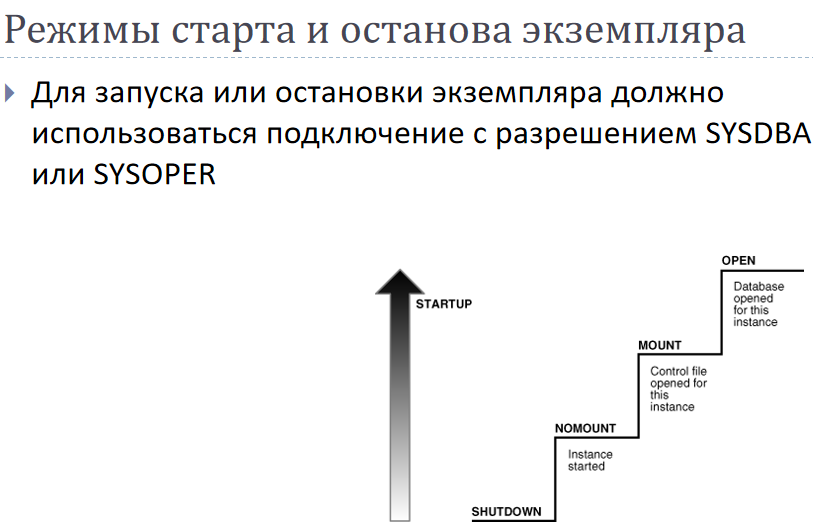 Режимы старта и останова экземпляра
Для запуска или остановки экземпляра должно
использоваться подключение с разрешением SYSDBA
или SYSOPER
OPEN
Database
opened
for this
instance
STARTUP
MOUNT
Control file
opened for
this
instance
NOMOUNT
Instance
started
SHUTDOWN